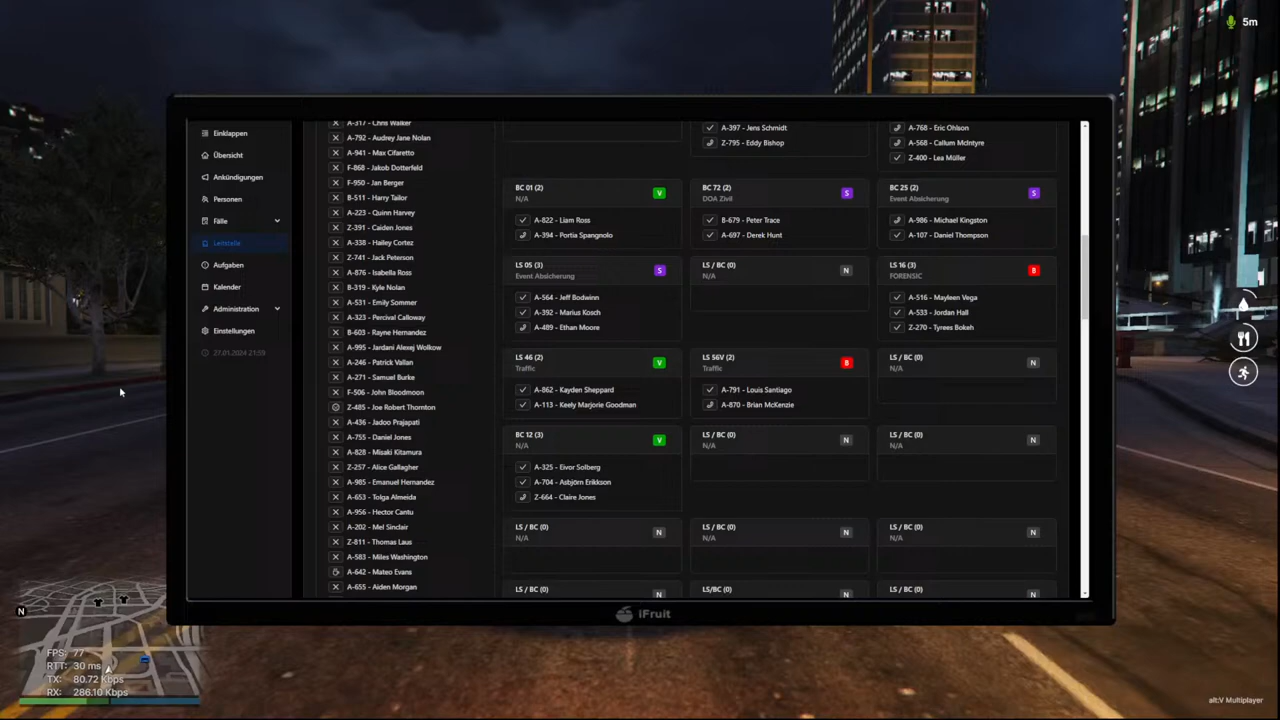 5m
Einklappen
Übersicht
Ankündigungen
Personen
Fälle
Leitstelle
Aufgaben
Kalender
Administration
Einstellungen
27.01.2024 21:59
A-317 - Chris Walker
A-792 - Audrey Jane Nolan
A-941 - Max Cifaretto
F-868 - Jakob Dotterfeld
F-950 - Jan Berger
B-511 - Harry Tailor
A-223 - Quinn Harvey
Z-391 - Caiden Jones
A-338 - Hailey Cortez
Z-741 - Jack Peterson
A-876 - Isabella Ross
B-319 - Kyle Nolan
A-531 - Emily Sommer
A-323 - Percival Calloway
B-603 - Rayne Hernandez
A-995 - Jardani Alexej Wolkow
A-246 - Patrick Vallan
A-271 - Samuel Burke
F-506 - John Bloodmoon
Z-485 - Joe Robert Thornton
A-436 - Jadoo Prajapati
A-755 - Daniel Jones
A-828 - Misaki Kitamura
Z-257 - Alice Gallagher
A-985 - Emanuel Hernandez
A-653 - Tolga Almeida
A-956 - Hector Cantu
A-202 - Mel Sinclair
Z-811 - Thomas Laus
A-583 - Miles Washington
A-642 - Mateo Evans
A-655 - Aiden Morgan
A-397 - Jens Schmidt
Z-795 - Eddy Bishop
A-768 - Eric Ohlson
A-568 - Callum McIntyre
Z-400 - Lea Müller
BC 01 (2) V
N/A
A-822 - Liam Ross
A-394 - Portia Spangnolo
BC 72 (2) S
DOA Zivil
B-679 - Peter Trace
A-697 - Derek Hunt
BC 25 (2) S
Event Absicherung
A-986 - Michael Kingston
A-107 - Daniel Thompson
LS 05 (3) S
Event Absicherung
A-564 - Jeff Bodwinn
A-392 - Marius Kosch
A-489 - Ethan Moore
LS / BC (0) N
N/A
LS 16 (3) B
FORENSIC
A-516 - Mayleen Vega
A-533 - Jordan Hall
Z-270 - Tyrees Bokeh
LS 46 (2) V
Traffic
A-862 - Kayden Sheppard
A-113 - Keely Marjorie Goodman
LS 56V (2) B
Traffic
A-791 - Louis Santiago
A-870 - Brian McKenzie
LS / BC (0) N
N/A
BC 12 (3) V
N/A
A-325 - Eivor Solberg
A-704 - Asbjörn Erikkson
Z-664 - Claire Jones
LS / BC (0) N
N/A
LS / BC (0) N
N/A
LS / BC (0) N
N/A
LS / BC (0) N
N/A
LS / BC (0) N
N/A
LS / BC (0) N
LS/BC (0) N
LS / BC (0) N
iFruit
N
FPS: 77
RTT: 30 ms
TX: 80.72 Kbps
RX: 286.10 Kbps
alt:V Multiplayer